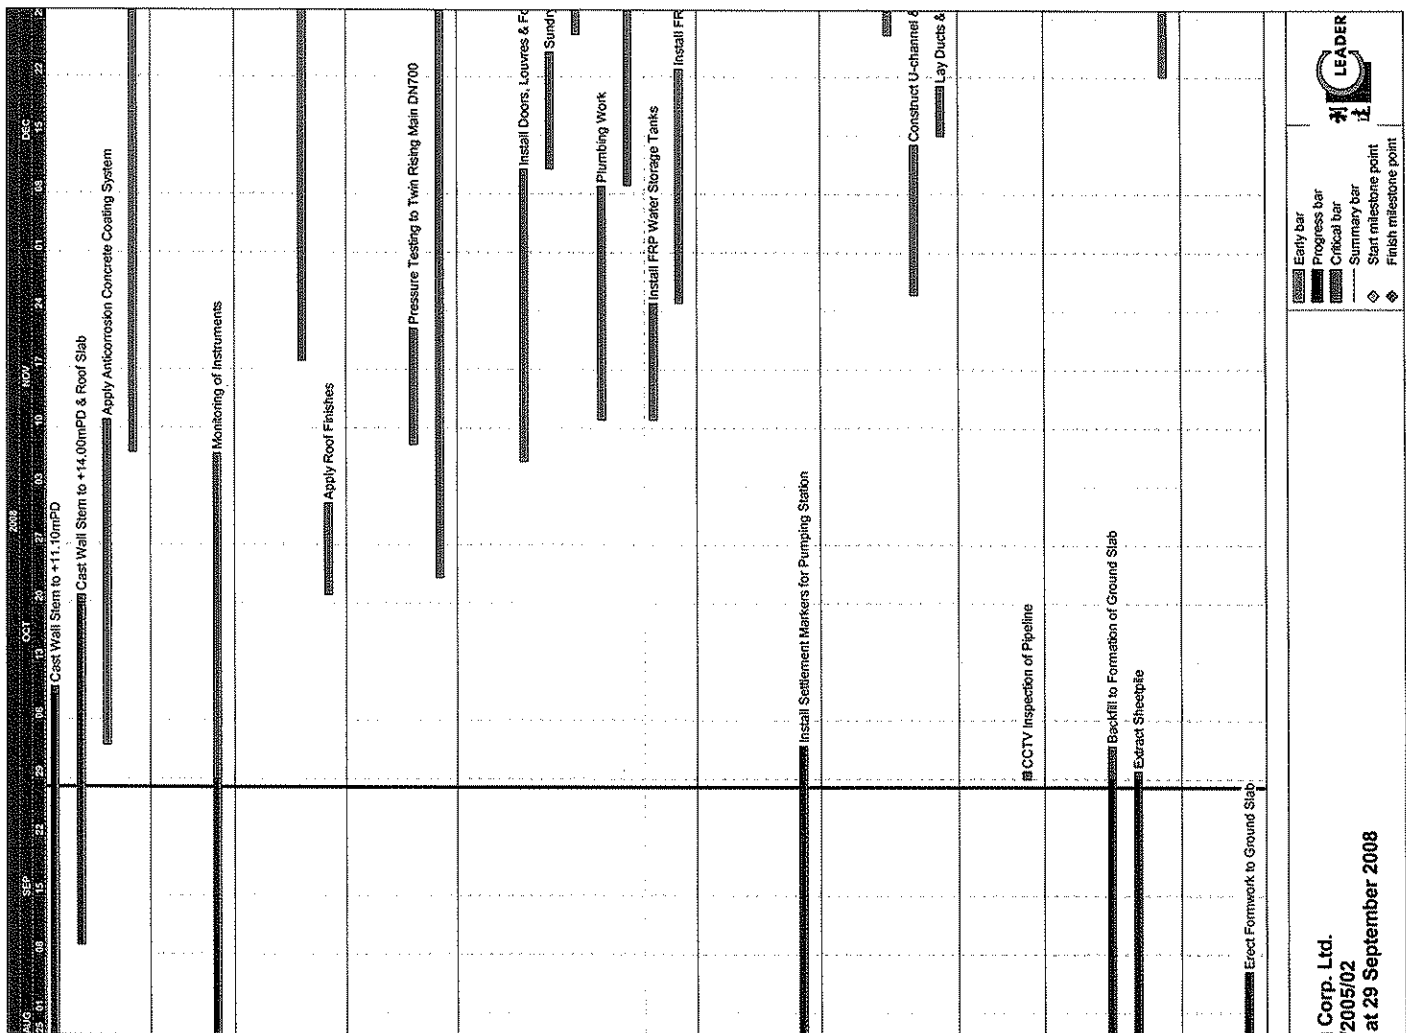 2008
AUG SEP OCT NOV DEC
25 01 08 15 22 29 06 13 20 27 03 10 17 24 01 08 15 22
Cast Wall Stem to +11.10mPD
Cast Wall Stem to +14.00mPD & Roof Slab
Apply Anticorrosion Concrete Coating System
Monitoring of Instruments
Apply Roof Finishes
Pressure Testing to Twin Rising Main DN700
Install Doors, Louvres & Fo
Sundry
Plumbing Work
Install FRP Water Storage Tanks
Install FR
Install Settlement Markers for Pumping Station
Construct U-channel &
Lay Ducts &
CCTV Inspection of Pipeline
Backfill to Formation of Ground Slab
Extract Sheetpile
Erect Formwork to Ground Slab
Early bar
Progress bar
Critical bar
Summary bar
Start milestone point
Finish milestone point
利達
LEADER
Corp. Ltd.
/2005/02
at 29 September 2008